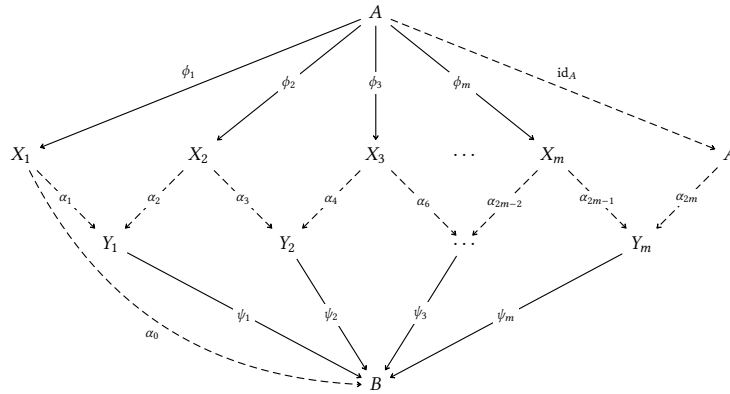 A
ϕ₁ ϕ₂ ϕ₃ ϕₘ id_A
X₁ X₂ X₃ ⋯ Xₘ A
α₁ α₂ α₃ α₄ α₆ α₂ₘ₋₂ α₂ₘ₋₁ α₂ₘ
Y₁ Y₂ ⋯ Yₘ
ψ₁ ψ₂ ψ₃ ψₘ
α₀
B